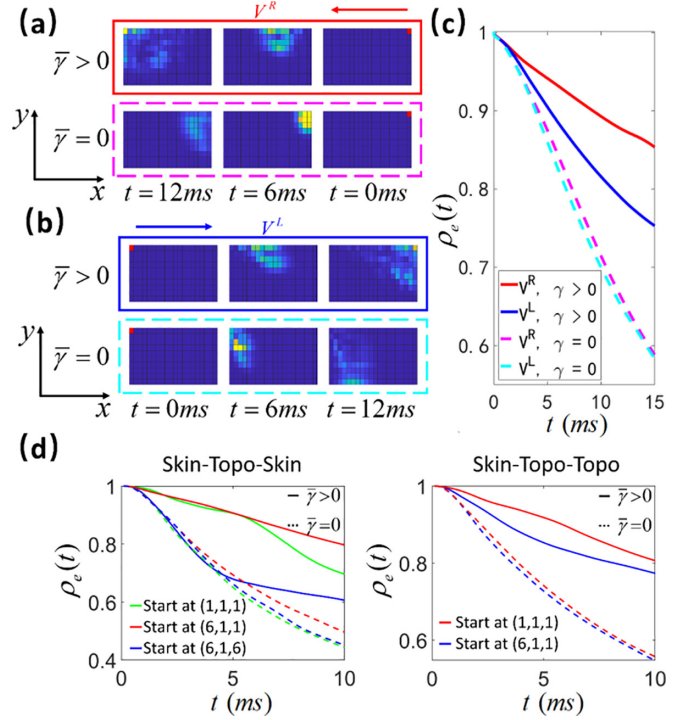 (a)
V^R
γ̄ > 0
γ̄ = 0
y
x
t = 12ms t = 6ms t = 0ms
(b)
V^L
γ̄ > 0
γ̄ = 0
y
x
t = 0ms t = 6ms t = 12ms
(c)
1
0.9
0.8
0.7
0.6
ρ_e(t)
V^R, γ > 0
V^L, γ > 0
V^R, γ = 0
V^L, γ = 0
0 5 10 15
t (ms)
(d)
Skin-Topo-Skin
1
0.8
0.6
0.4
ρ_e(t)
γ̄>0
γ̄=0
Start at (1,1,1)
Start at (6,1,1)
Start at (6,1,6)
0 5 10
t (ms)
Skin-Topo-Topo
1
0.8
0.6
ρ_e(t)
γ̄>0
γ̄=0
Start at (1,1,1)
Start at (6,1,1)
0 5 10
t (ms)